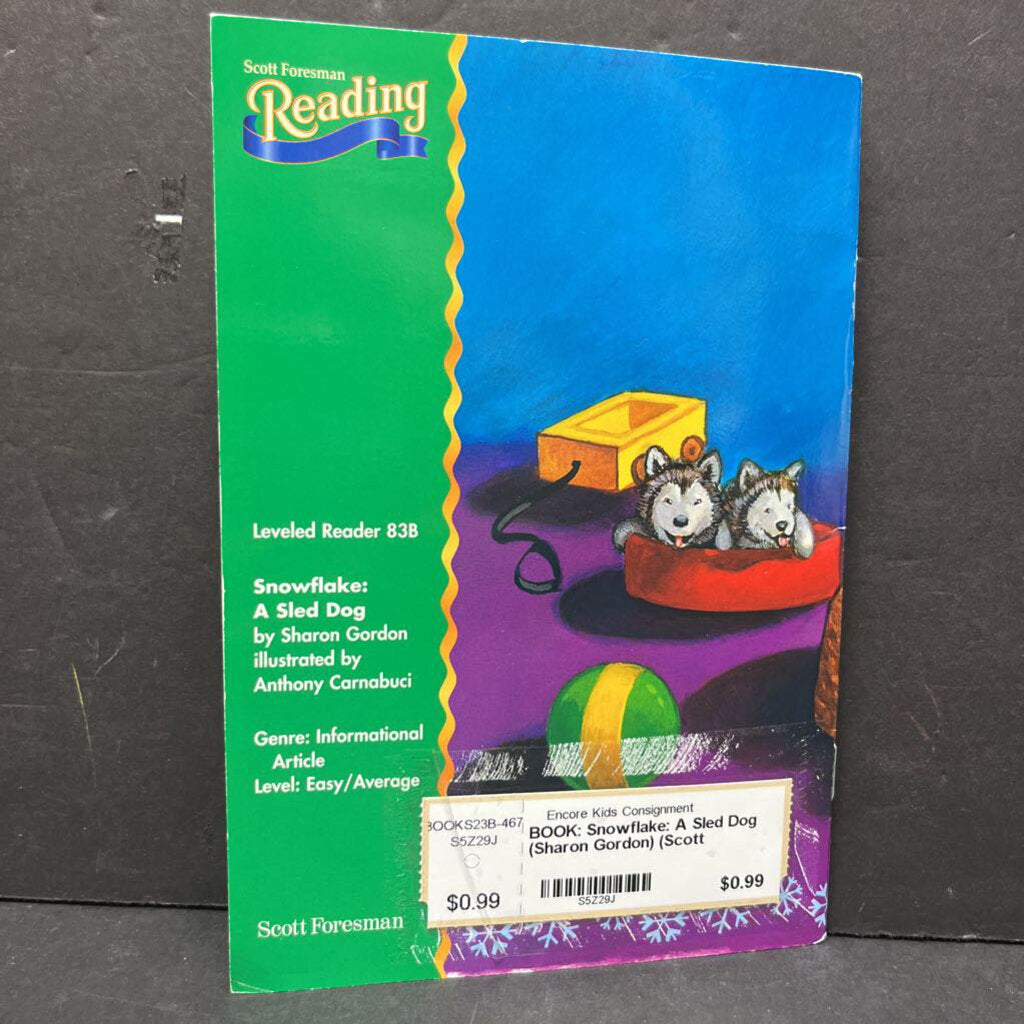 Scott Foresman
Reading
Leveled Reader 83B
Snowflake:
A Sled Dog
by Sharon Gordon
illustrated by
Anthony Carnabuci
Genre: Informational
Article
Level: Easy/Average
Scott Foresman
BOOKS23B-467
S5Z29J
$0.99
Encore Kids Consignment
BOOK: Snowflake: A Sled Dog
(Sharon Gordon) (Scott
S5Z29J
$0.99